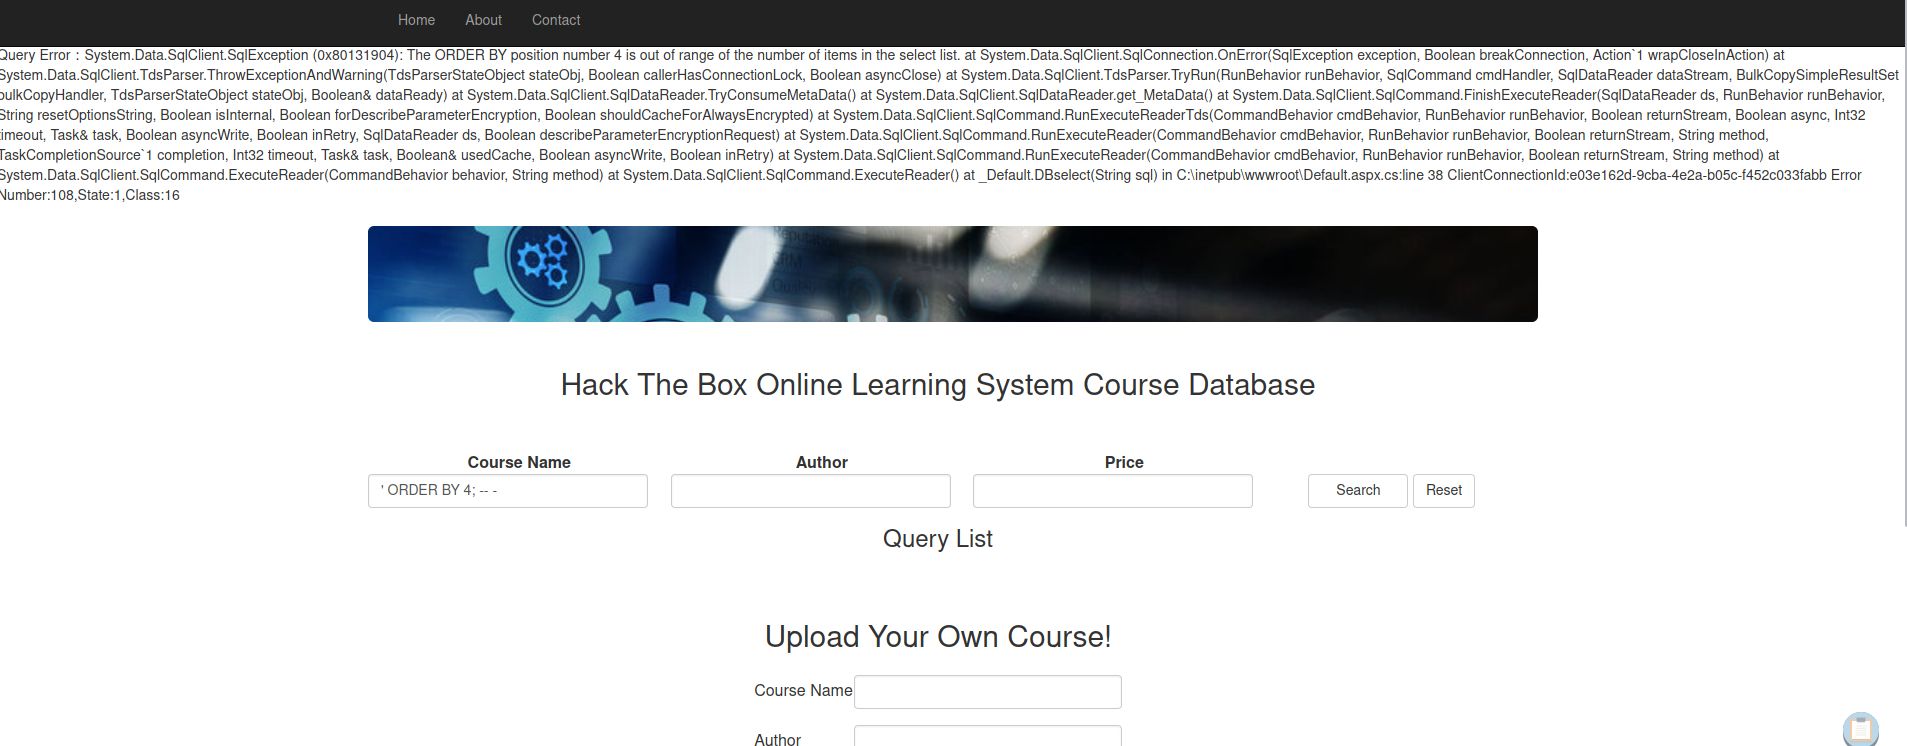 Home About Contact
Query Error : System.Data.SqlClient.SqlException (0x80131904): The ORDER BY position number 4 is out of range of the number of items in the select list. at System.Data.SqlClient.SqlConnection.OnError(SqlException exception, Boolean breakConnection, Action`1 wrapCloseInAction) at
System.Data.SqlClient.TdsParser.ThrowExceptionAndWarning(TdsParserStateObject stateObj, Boolean callerHasConnectionLock, Boolean asyncClose) at System.Data.SqlClient.TdsParser.TryRun(RunBehavior runBehavior, SqlCommand cmdHandler, SqlDataReader dataStream, BulkCopySimpleResultSet
bulkCopyHandler, TdsParserStateObject stateObj, Boolean& dataReady) at System.Data.SqlClient.SqlDataReader.TryConsumeMetaData() at System.Data.SqlClient.SqlDataReader.get_MetaData() at System.Data.SqlClient.SqlCommand.FinishExecuteReader(SqlDataReader ds, RunBehavior runBehavior,
String resetOptionsString, Boolean isInternal, Boolean forDescribeParameterEncryption, Boolean shouldCacheForAlwaysEncrypted) at System.Data.SqlClient.SqlCommand.RunExecuteReaderTds(CommandBehavior cmdBehavior, RunBehavior runBehavior, Boolean returnStream, Boolean async, Int32
timeout, Task& task, Boolean asyncWrite, Boolean inRetry, SqlDataReader ds, Boolean describeParameterEncryptionRequest) at System.Data.SqlClient.SqlCommand.RunExecuteReader(CommandBehavior cmdBehavior, RunBehavior runBehavior, Boolean returnStream, String method,
TaskCompletionSource`1 completion, Int32 timeout, Task& task, Boolean& usedCache, Boolean asyncWrite, Boolean inRetry) at System.Data.SqlClient.SqlCommand.RunExecuteReader(CommandBehavior cmdBehavior, RunBehavior runBehavior, Boolean returnStream, String method) at
System.Data.SqlClient.SqlCommand.ExecuteReader(CommandBehavior behavior, String method) at System.Data.SqlClient.SqlCommand.ExecuteReader() at _Default.DBselect(String sql) in C:\inetpub\wwwroot\Default.aspx.cs:line 38 ClientConnectionId:e03e162d-9cba-4e2a-b05c-f452c033fabb Error
Number:108,State:1,Class:16
Reputation
CRM
Quality
Hack The Box Online Learning System Course Database
Course Name Author Price
' ORDER BY 4; -- - Search Reset
Query List
Upload Your Own Course!
Course Name
Author